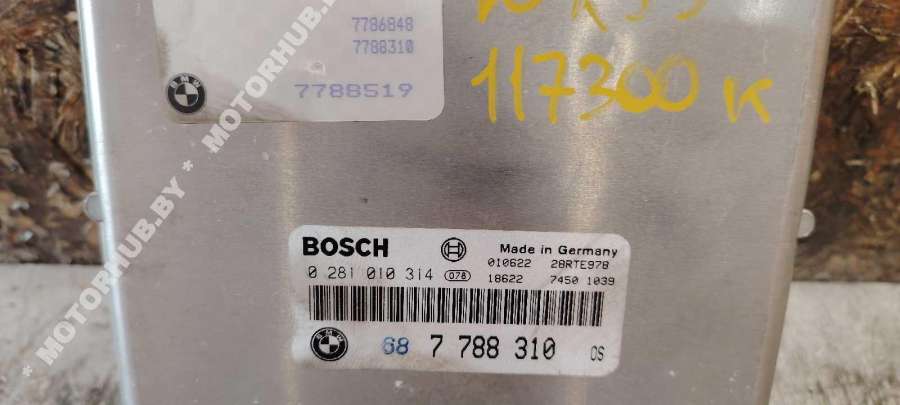 7786848
7788310
7788519
117300 к
BOSCH
Made in Germany
0 281 010 314 078
010622 28RTE978
18622 7450 1039
BMW
68 7 788 310 OS
* MOTORHUB.BY * MOTORHUB.BY